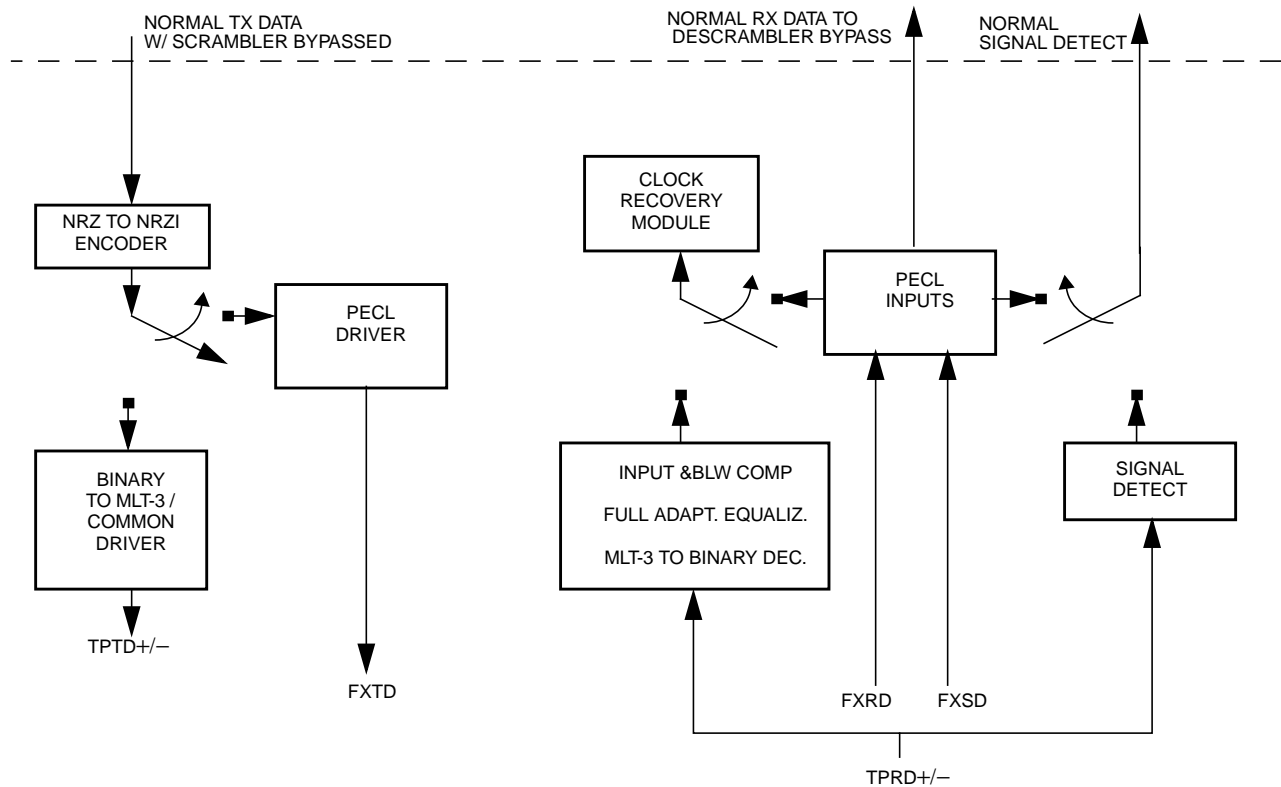 NORMAL TX DATA
W/ SCRAMBLER BYPASSED
NORMAL RX DATA TO
DESCRAMBLER BYPASS
NORMAL
SIGNAL DETECT
CLOCK
RECOVERY
MODULE
NRZ TO NRZI
ENCODER
PECL
DRIVER
PECL
INPUTS
BINARY
TO MLT-3 /
COMMON
DRIVER
INPUT &BLW COMP
FULL ADAPT. EQUALIZ.
MLT-3 TO BINARY DEC.
SIGNAL
DETECT
TPTD+/−
FXTD
FXRD
FXSD
TPRD+/−